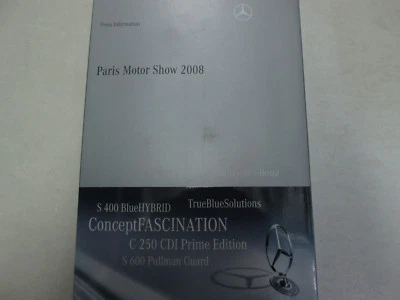 Press Information
Paris Motor Show 2008
S 400 BlueHYBRID
TrueBlueSolutions
ConceptFASCINATION
C 250 CDI Prime Edition
S 600 Pullman Guard